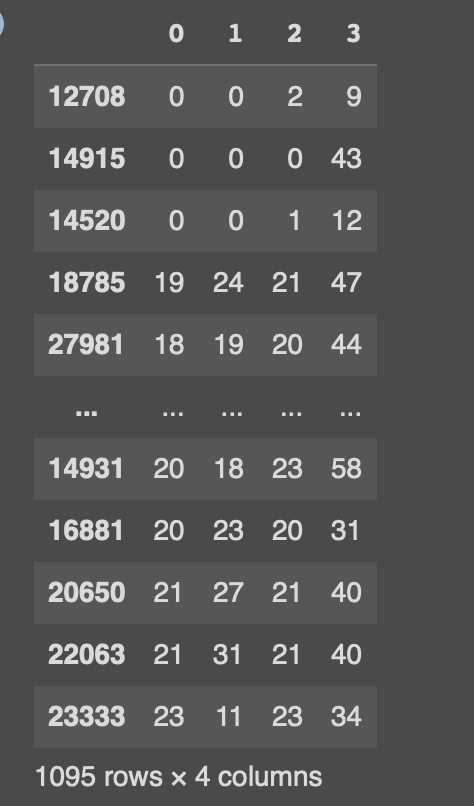 0 1 2 3
12708 0 0 2 9
14915 0 0 0 43
14520 0 0 1 12
18785 19 24 21 47
27981 18 19 20 44
... ... ... ... ...
14931 20 18 23 58
16881 20 23 20 31
20650 21 27 21 40
22063 21 31 21 40
23333 23 11 23 34
1095 rows × 4 columns